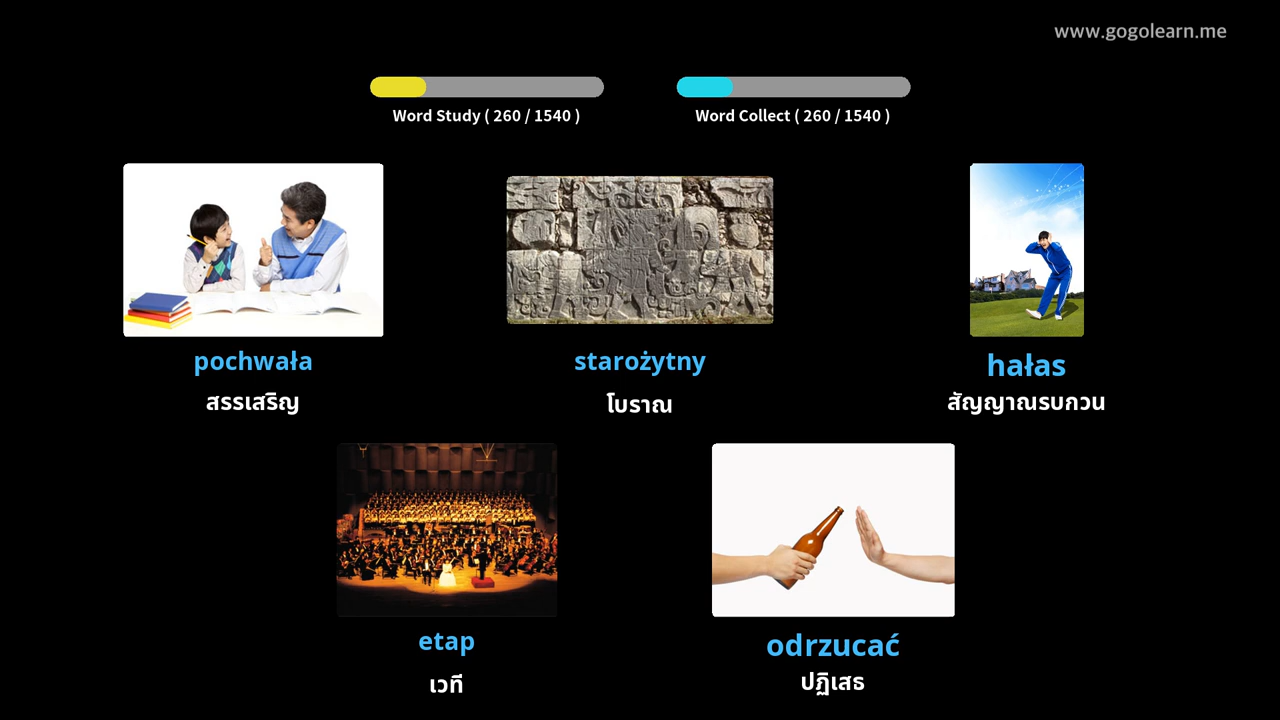 www.gogolearn.me
Word Study ( 260 / 1540 )
Word Collect ( 260 / 1540 )
pochwała
starożytny
hałas
สรรเสริญ
โบราณ
สัญญาณรบกวน
etap
odrzucać
เวที
ปฏิเสธ